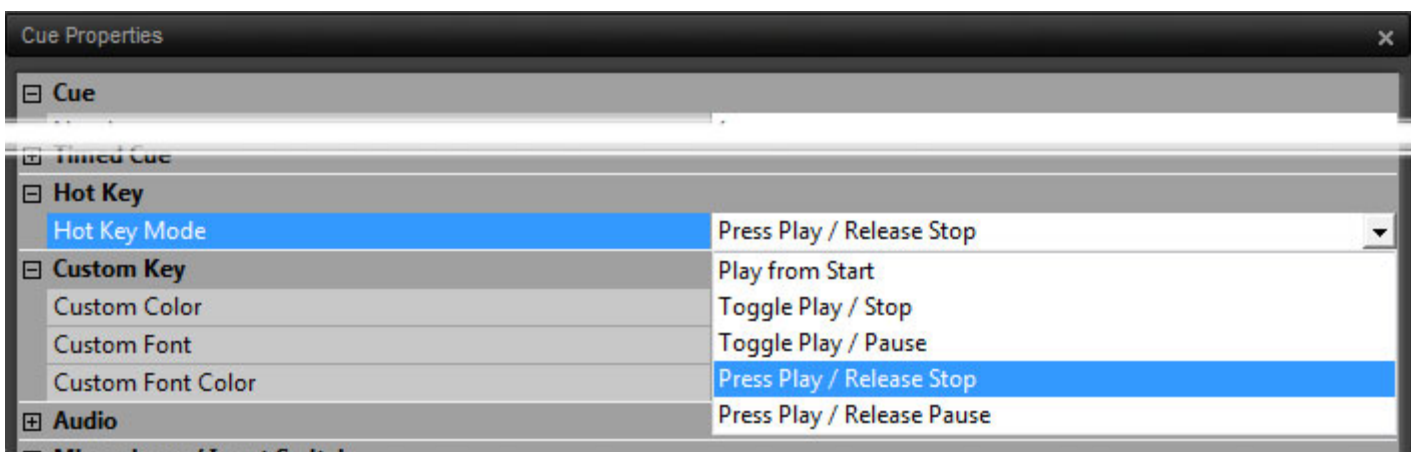 Cue Properties
Cue
Timed Cue
Hot Key
Hot Key Mode Press Play / Release Stop
Custom Key Play from Start
Custom Color Toggle Play / Stop
Custom Font Toggle Play / Pause
Custom Font Color Press Play / Release Stop
Audio Press Play / Release Pause